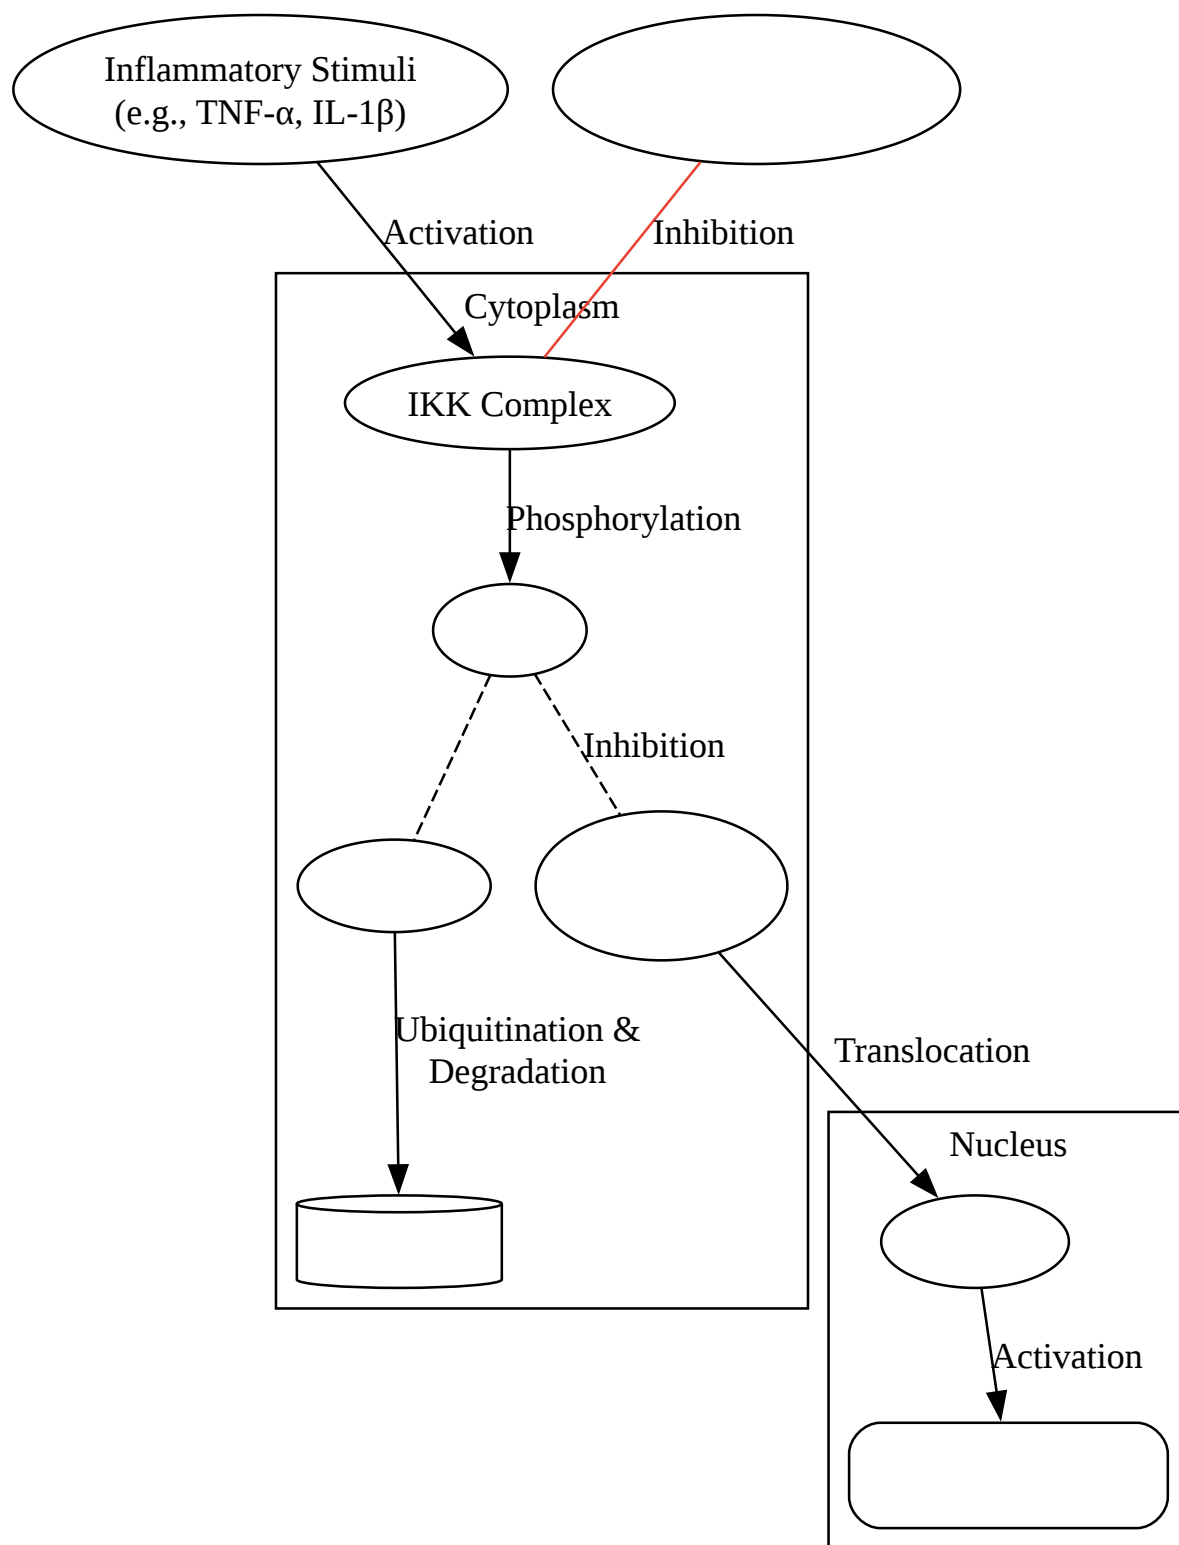 Inflammatory Stimuli
(e.g., TNF-α, IL-1β)
Activation
Inhibition
Cytoplasm
IKK Complex
Phosphorylation
Inhibition
Ubiquitination &
Degradation
Translocation
Nucleus
Activation